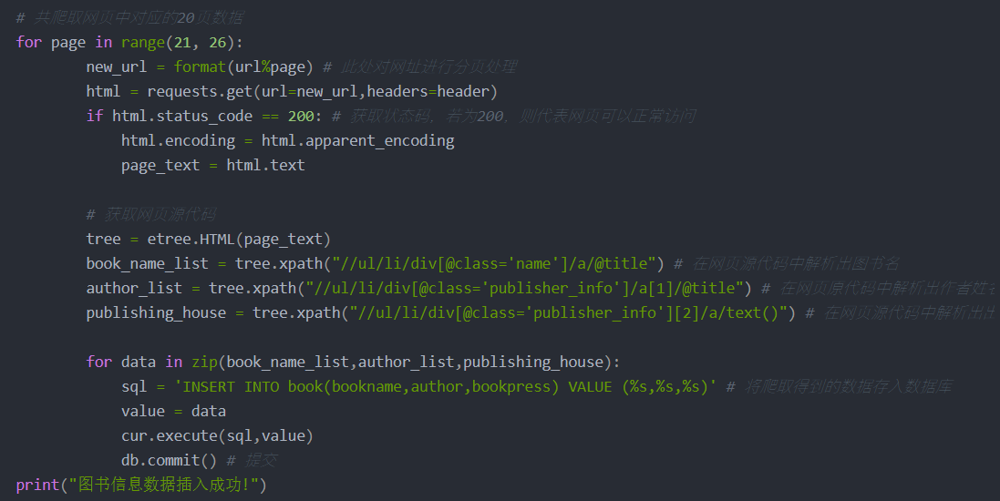 # 共爬取网页中对应的20页数据
for page in range(21, 26):
        new_url = format(url%page) # 此处对网址进行分页处理
        html = requests.get(url=new_url,headers=header)
        if html.status_code == 200: # 获取状态码，若为200，则代表网页可以正常访问
            html.encoding = html.apparent_encoding
            page_text = html.text
        # 获取网页源代码
        tree = etree.HTML(page_text)
        book_name_list = tree.xpath("//ul/li/div[@class='name']/a/@title") # 在网页源代码中解析出图书名
        author_list = tree.xpath("//ul/li/div[@class='publisher_info']/a[1]/@title") # 在网页原代码中解析出作者姓名
        publishing_house = tree.xpath("//ul/li/div[@class='publisher_info'][2]/a/text()") # 在网页源代码中解析出出
        for data in zip(book_name_list,author_list,publishing_house):
            sql = 'INSERT INTO book(bookname,author,bookpress) VALUE (%s,%s,%s)' # 将爬取得到的数据存入数据库
            value = data
            cur.execute(sql,value)
            db.commit() # 提交
print("图书信息数据插入成功!")